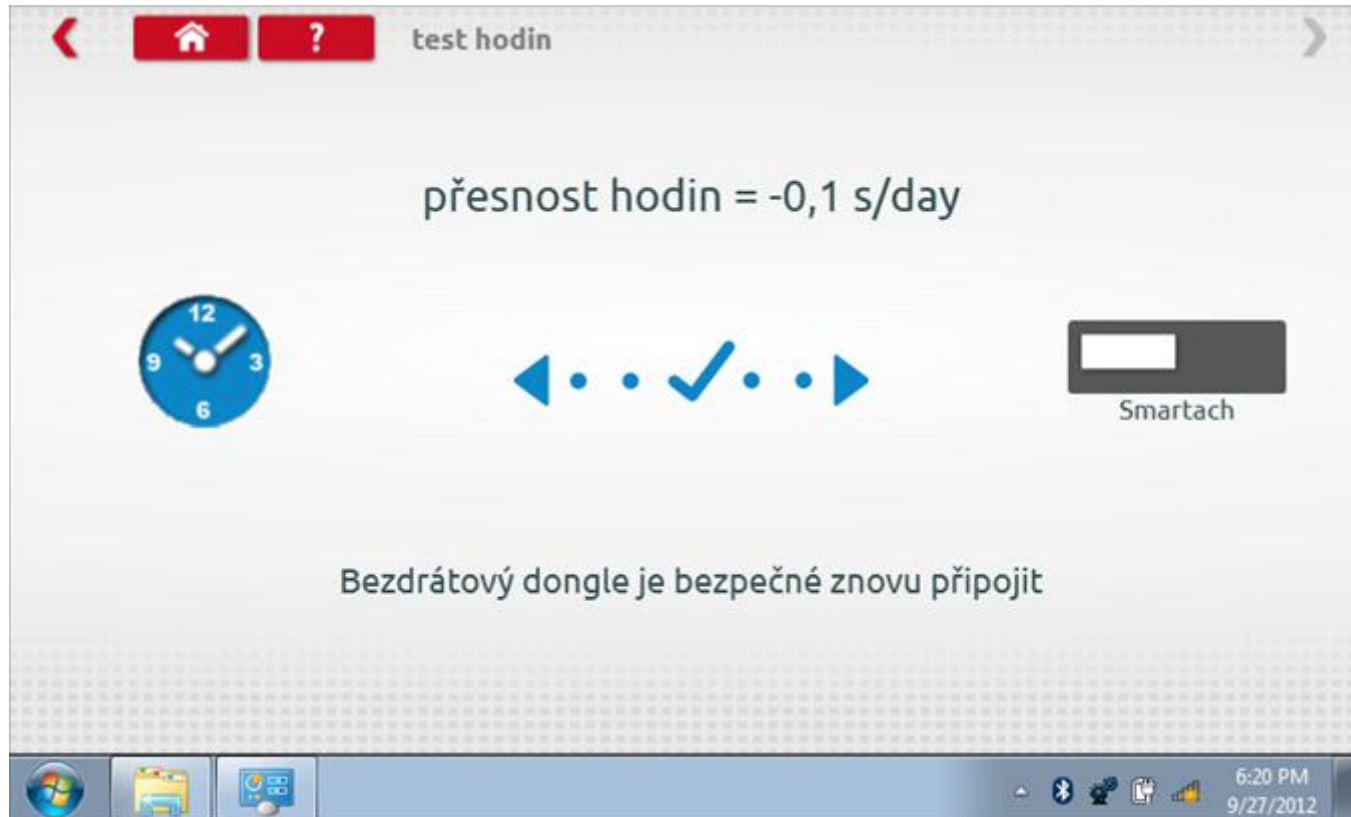 ? test hodin
přesnost hodin = -0,1 s/day
12
9 3
6
Smartach
Bezdrátový dongle je bezpečné znovu připojit
6:20 PM
9/27/2012